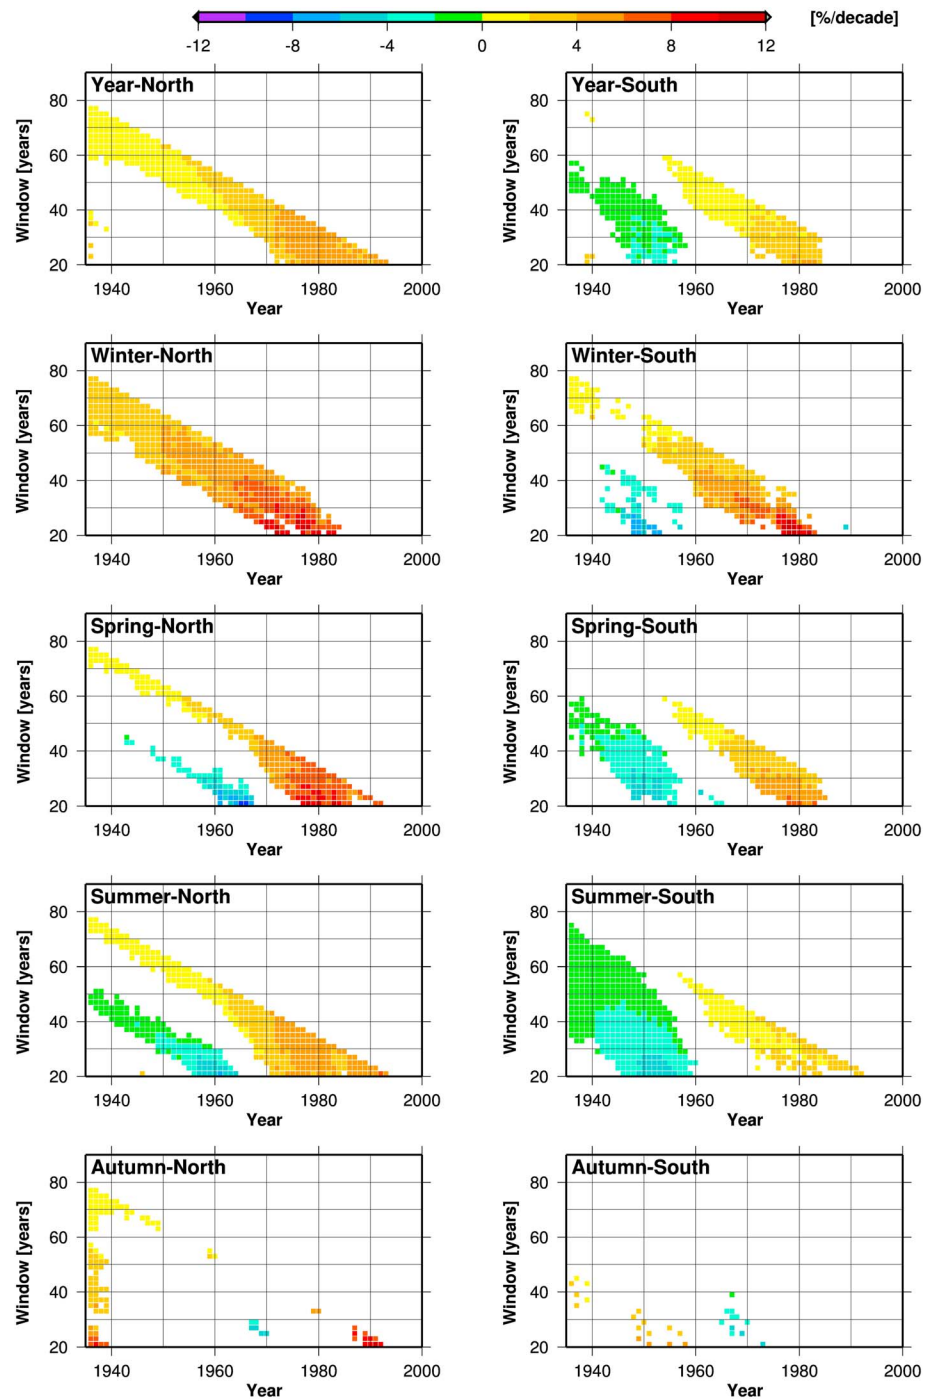 [%/decade]
-12 -8 -4 0 4 8 12
Year-North
Window [years]
80
60
40
20
1940 1960 1980 2000
Year
Year-South
Window [years]
80
60
40
20
1940 1960 1980 2000
Year
Winter-North
Window [years]
80
60
40
20
1940 1960 1980 2000
Year
Winter-South
Window [years]
80
60
40
20
1940 1960 1980 2000
Year
Spring-North
Window [years]
80
60
40
20
1940 1960 1980 2000
Year
Spring-South
Window [years]
80
60
40
20
1940 1960 1980 2000
Year
Summer-North
Window [years]
80
60
40
20
1940 1960 1980 2000
Year
Summer-South
Window [years]
80
60
40
20
1940 1960 1980 2000
Year
Autumn-North
Window [years]
80
60
40
20
1940 1960 1980 2000
Year
Autumn-South
Window [years]
80
60
40
20
1940 1960 1980 2000
Year